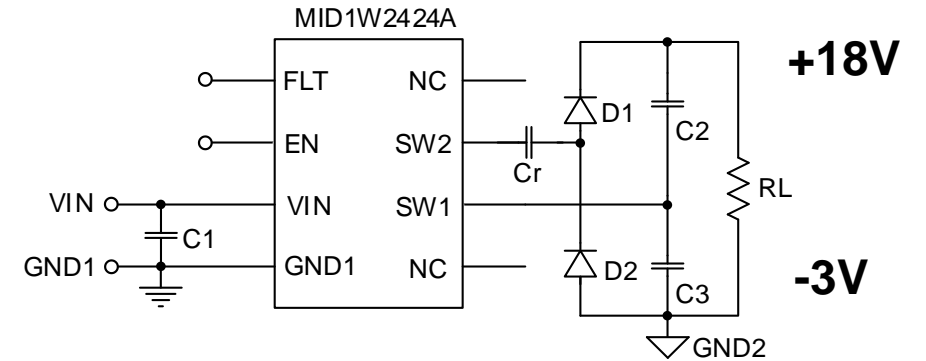 MID1W2424A
FLT
NC
+18V
D1
C2
EN
SW2
Cr
RL
VIN
VIN
SW1
C1
GND1
GND1
NC
D2
C3
-3V
GND2